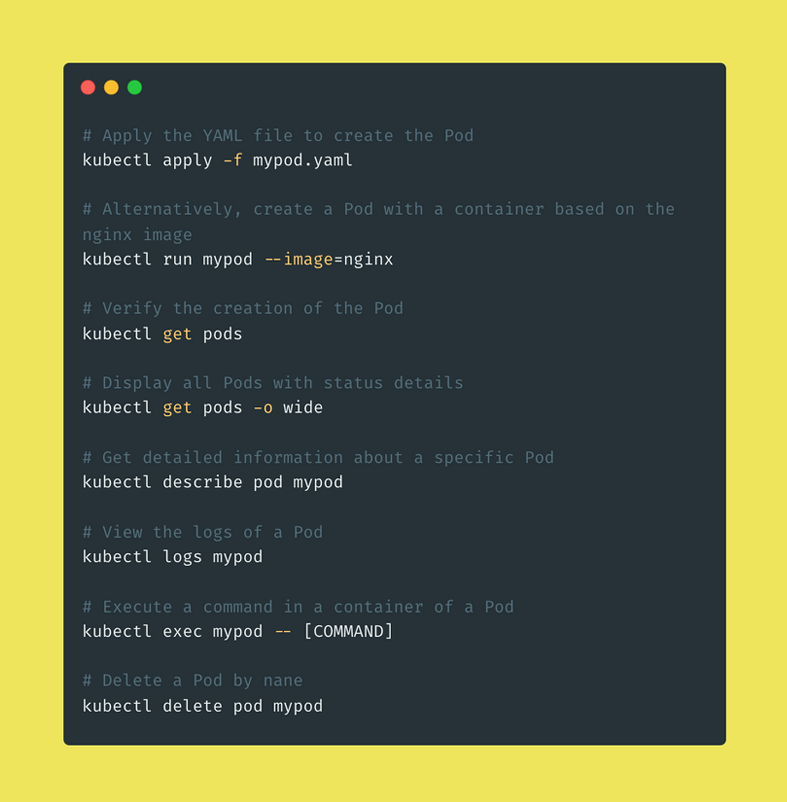 # Apply the YAML file to create the Pod
kubectl apply -f mypod.yaml
# Alternatively, create a Pod with a container based on the
nginx image
kubectl run mypod --image=nginx
# Verify the creation of the Pod
kubectl get pods
# Display all Pods with status details
kubectl get pods -o wide
# Get detailed information about a specific Pod
kubectl describe pod mypod
# View the logs of a Pod
kubectl logs mypod
# Execute a command in a container of a Pod
kubectl exec mypod -- [COMMAND]
# Delete a Pod by nane
kubectl delete pod mypod